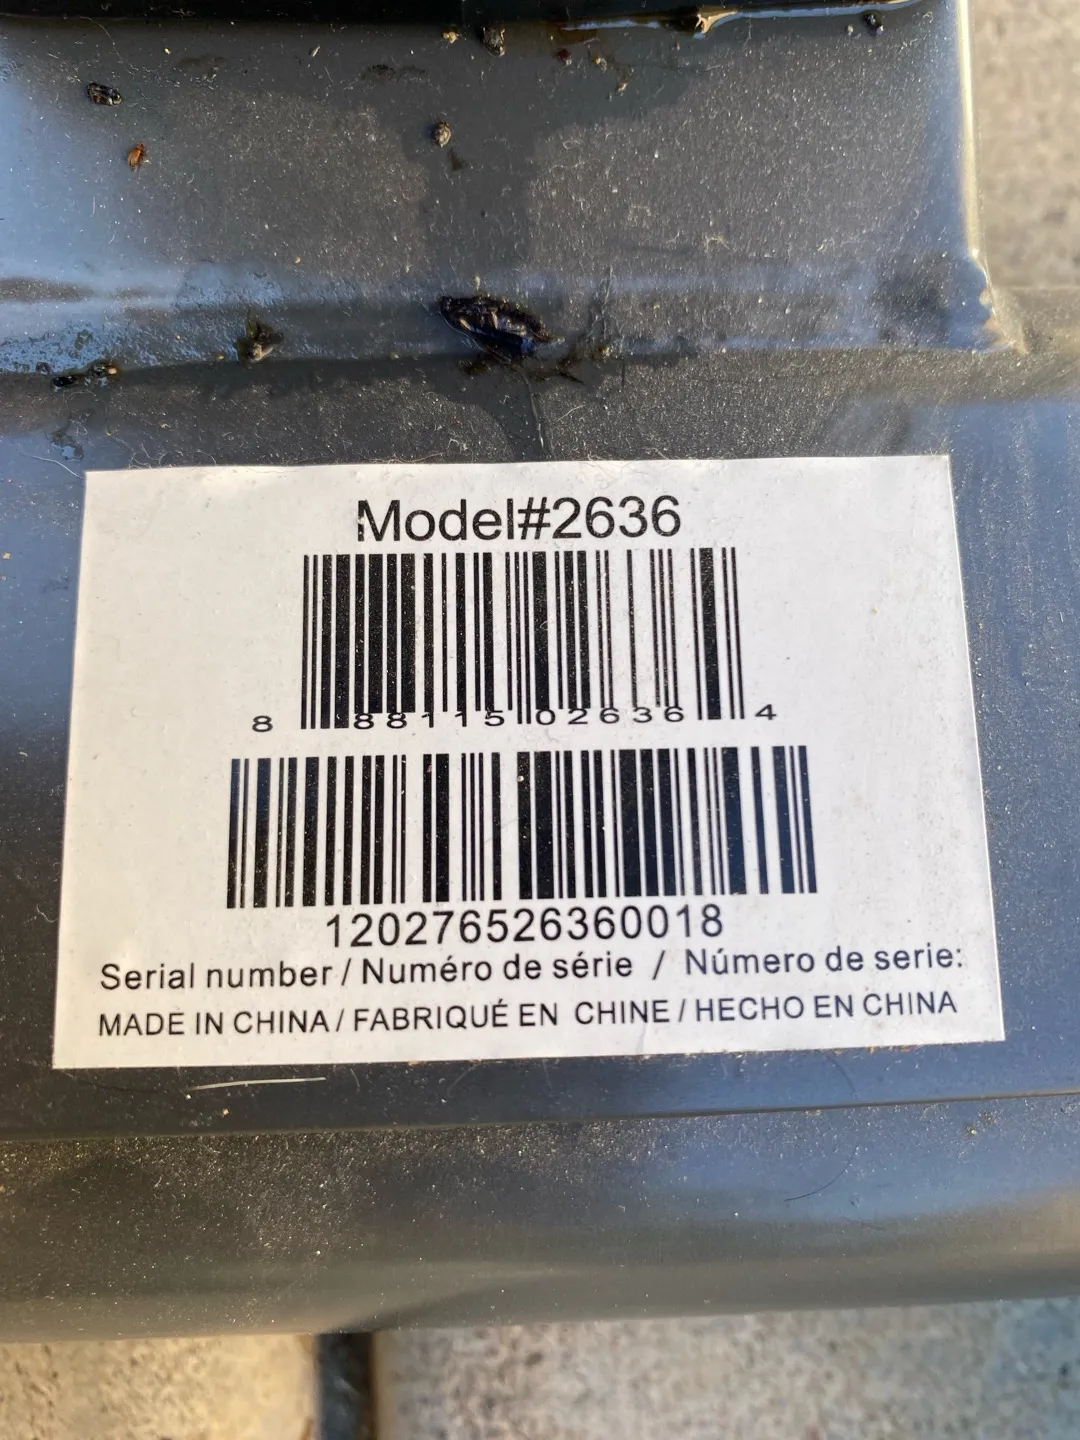 Model#2636
8 88115 02636 4
120276526360018
Serial number / Numéro de série / Número de serie:
MADE IN CHINA / FABRIQUÉ EN CHINE / HECHO EN CHINA